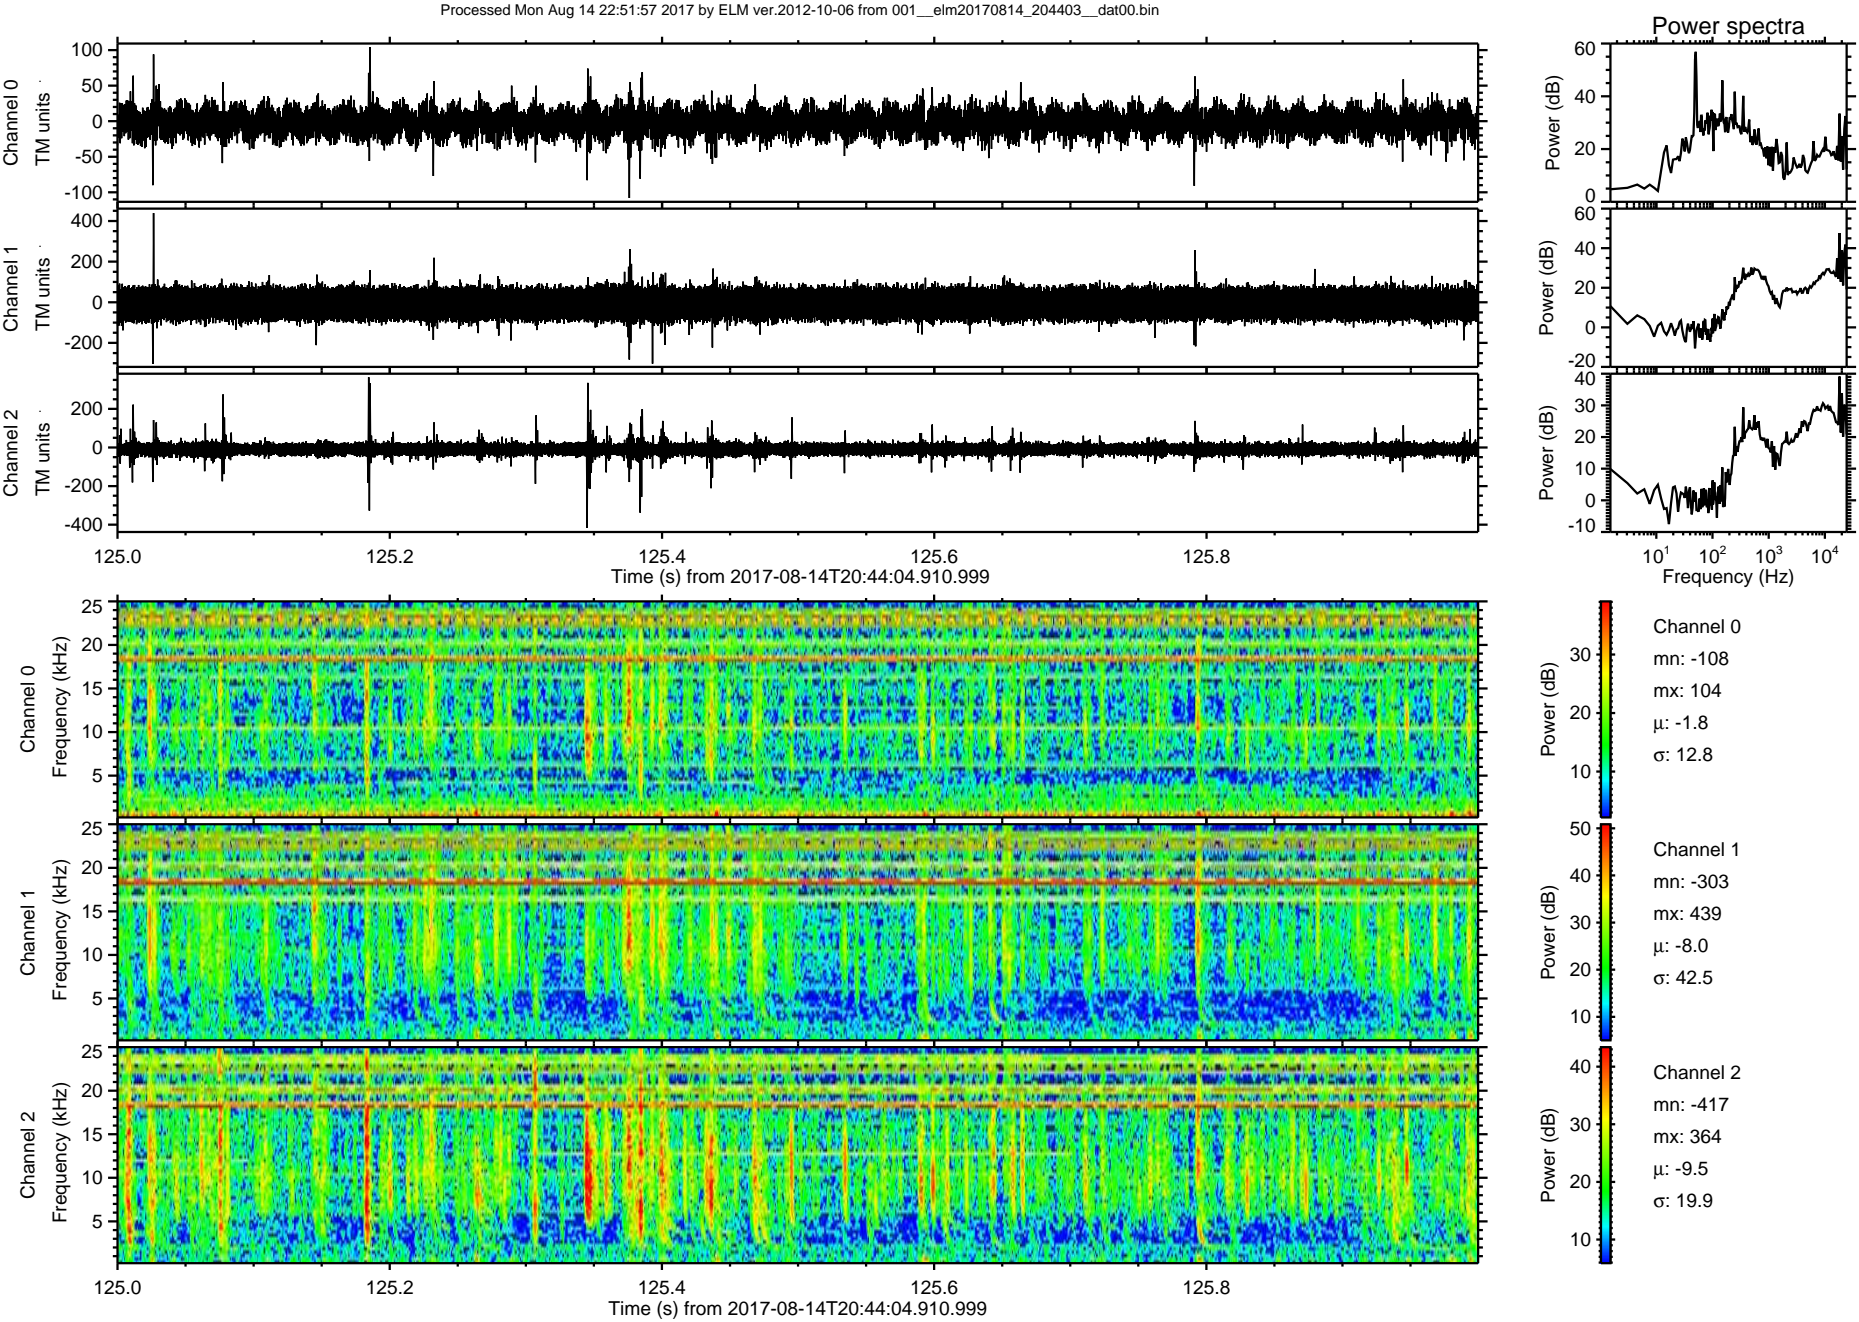 Processed Mon Aug 14 22:51:57 2017 by ELM ver.2012-10-06 from 001__elm20170814_204403__dat00.bin
Power spectra
Channel 0
TM units
100
50
0
-50
-100
Power (dB)
60
40
20
0
Channel 1
TM units
400
200
0
-200
Power (dB)
60
40
20
0
-20
Channel 2
TM units
200
0
-200
-400
Power (dB)
40
30
20
10
0
-10
125.0 125.2 125.4 125.6 125.8
Time (s) from 2017-08-14T20:44:04.910.999
10¹ 10² 10³ 10⁴
Frequency (Hz)
Channel 0
Frequency (kHz)
25
20
15
10
5
Power (dB)
30
20
10
Channel 0
mn: -108
mx: 104
μ: -1.8
σ: 12.8
Channel 1
Frequency (kHz)
25
20
15
10
5
Power (dB)
50
40
30
20
10
Channel 1
mn: -303
mx: 439
μ: -8.0
σ: 42.5
Channel 2
Frequency (kHz)
25
20
15
10
5
Power (dB)
40
30
20
10
Channel 2
mn: -417
mx: 364
μ: -9.5
σ: 19.9
125.0 125.2 125.4 125.6 125.8
Time (s) from 2017-08-14T20:44:04.910.999